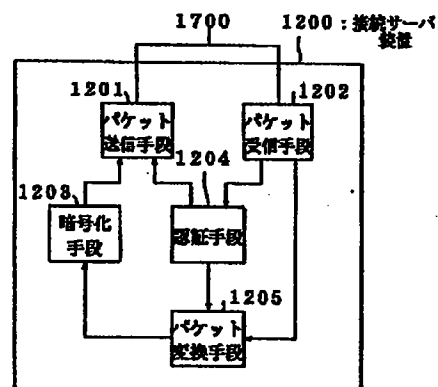 1700
1200：接続サーバ
装置
1201
1202
パケット
送信手段
パケット
受信手段
1204
1203
暗号化
手段
認証手段
1205
パケット
変換手段